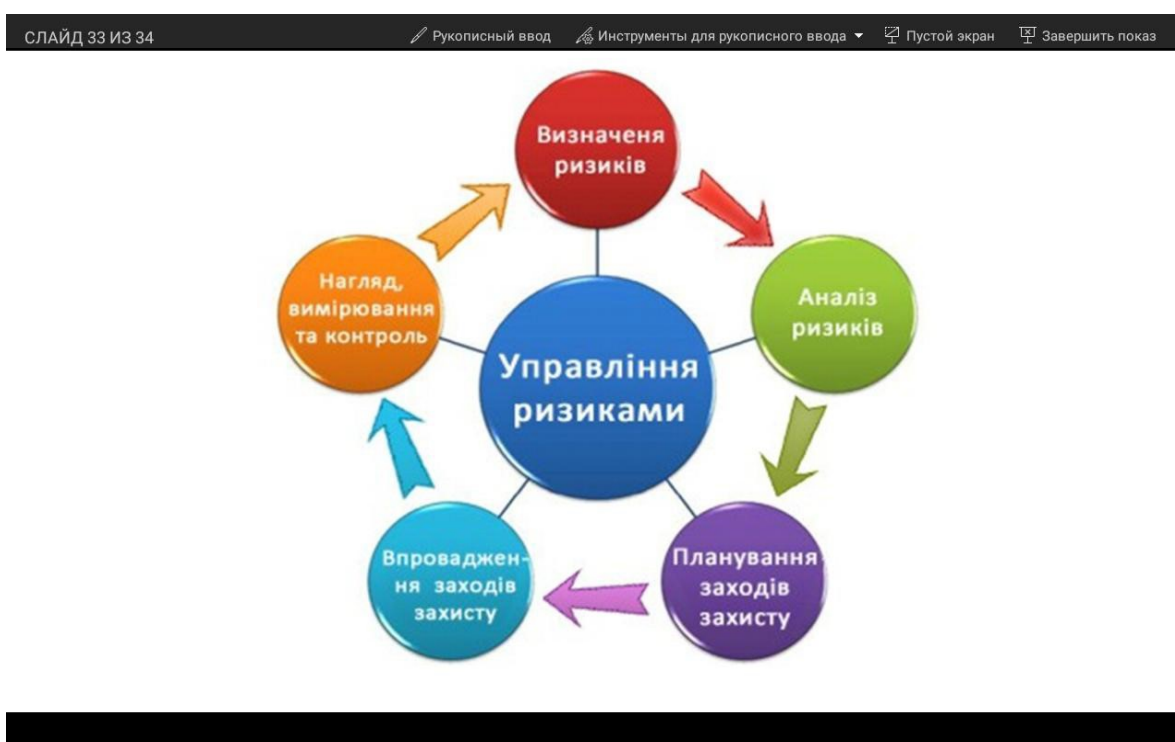 СЛАЙД 33 ИЗ 34
Рукописный ввод
Инструменты для рукописного ввода
Пустой экран
Завершить показ
Визначеня
ризиків
Аналіз
ризиків
Планування
заходів
захисту
Впроваджен-
ня заходів
захисту
Нагляд,
вимірювання
та контроль
Управління
ризиками